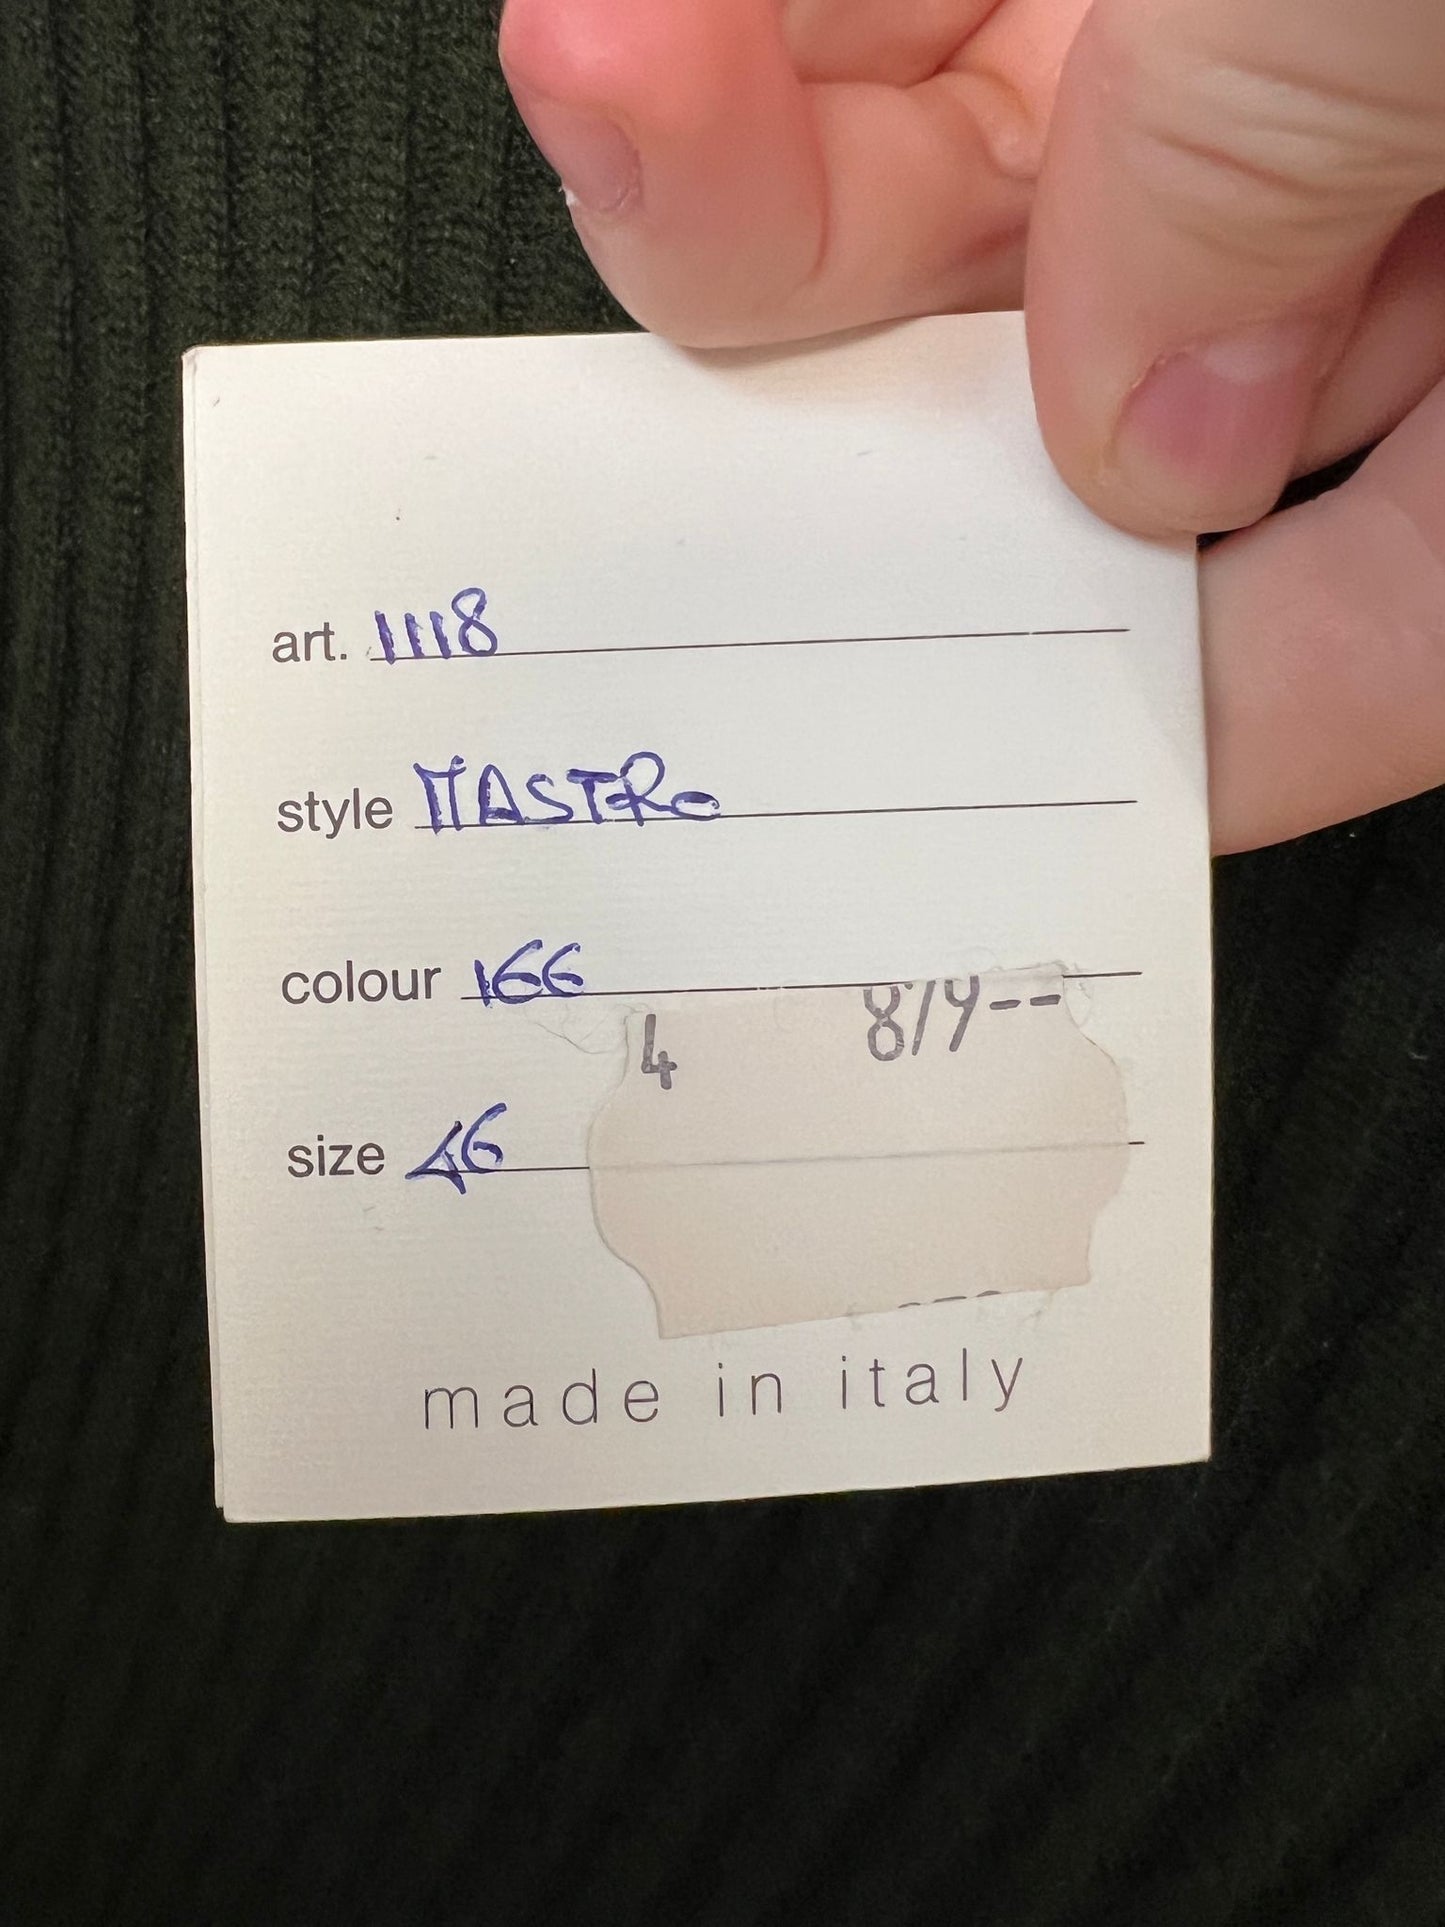 art. 1118
style MASTRO
colour 166
4 879--
size 46
made in italy